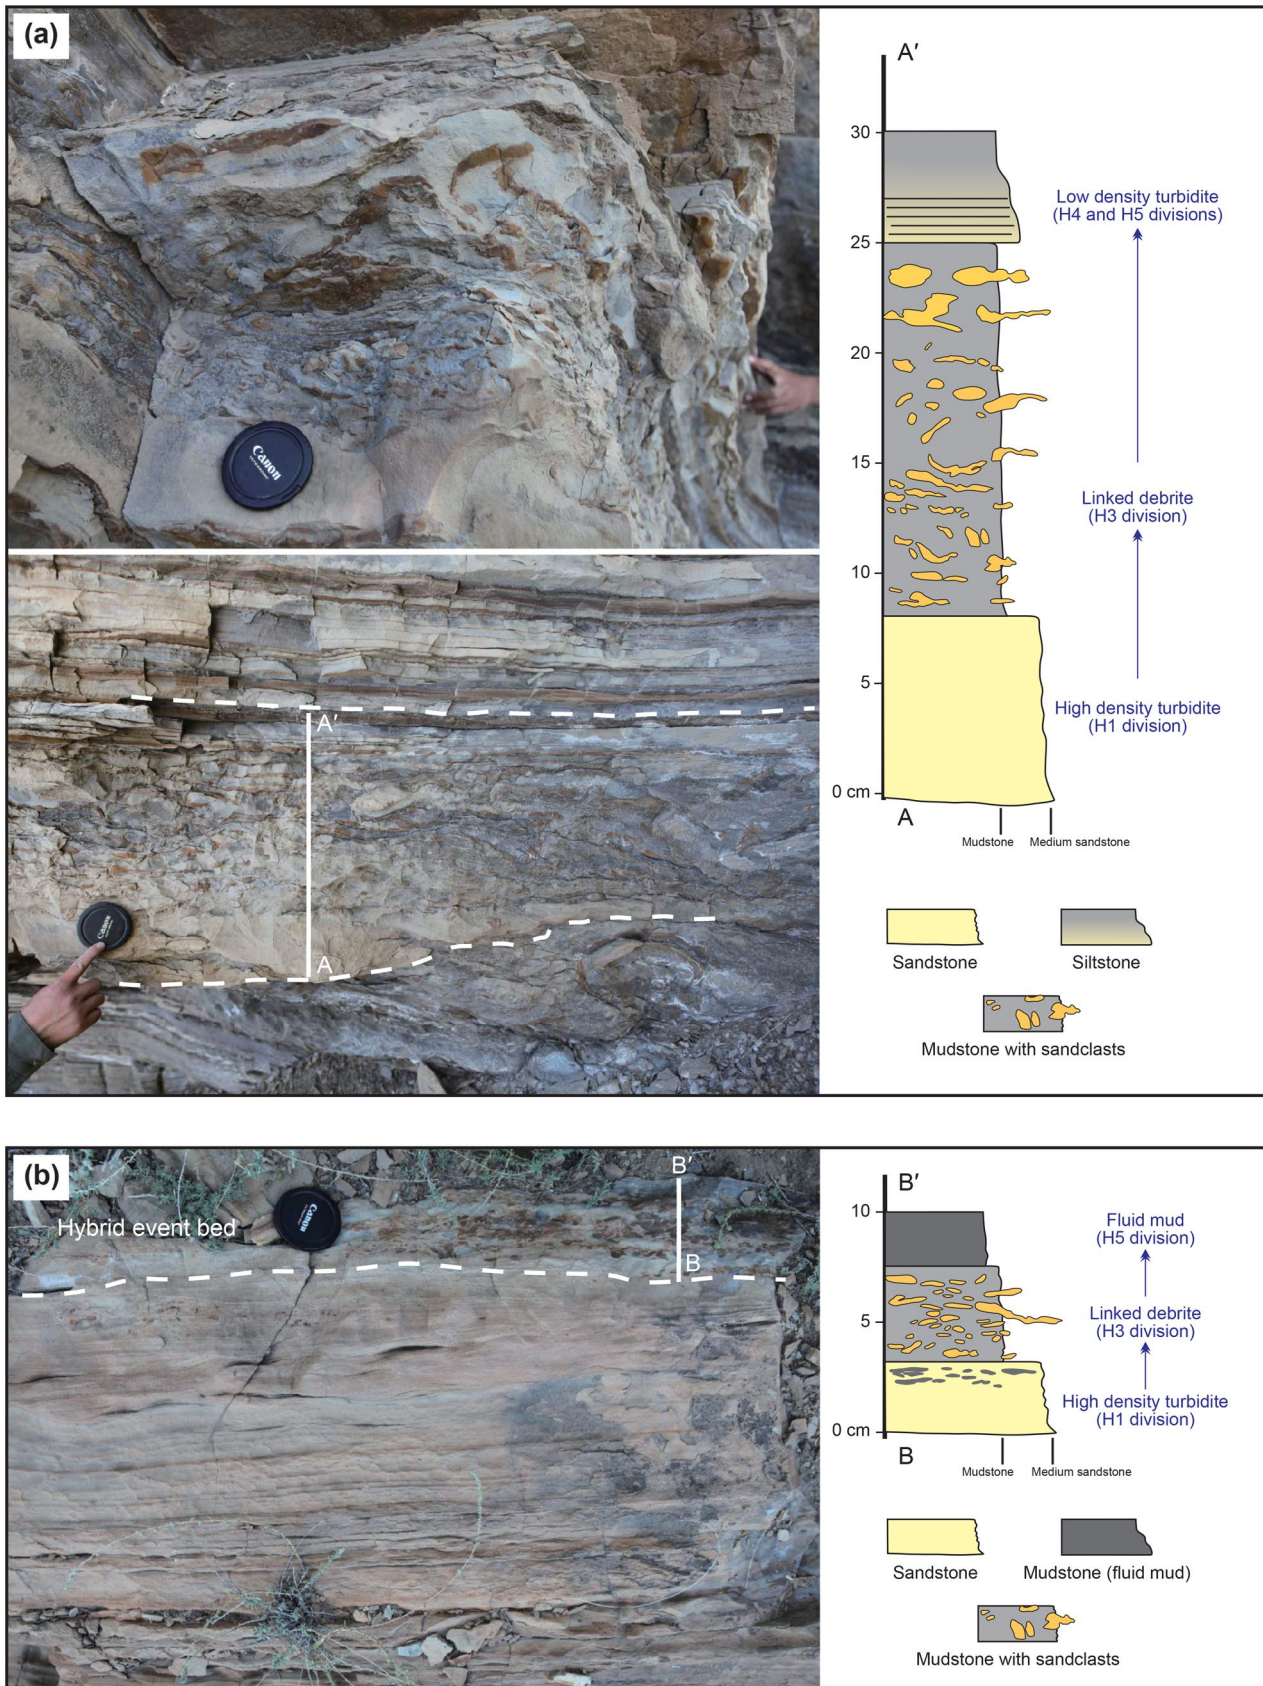 (a)
Canon
A′
A
Canon
A′
30
25
20
15
10
5
0 cm
A
Low density turbidite
(H4 and H5 divisions)
Linked debrite
(H3 division)
High density turbidite
(H1 division)
Mudstone
Medium sandstone
Sandstone
Siltstone
Mudstone with sandclasts
(b)
Hybrid event bed
Canon
B′
B
B′
10
5
0 cm
B
Fluid mud
(H5 division)
Linked debrite
(H3 division)
High density turbidite
(H1 division)
Mudstone
Medium sandstone
Sandstone
Mudstone (fluid mud)
Mudstone with sandclasts